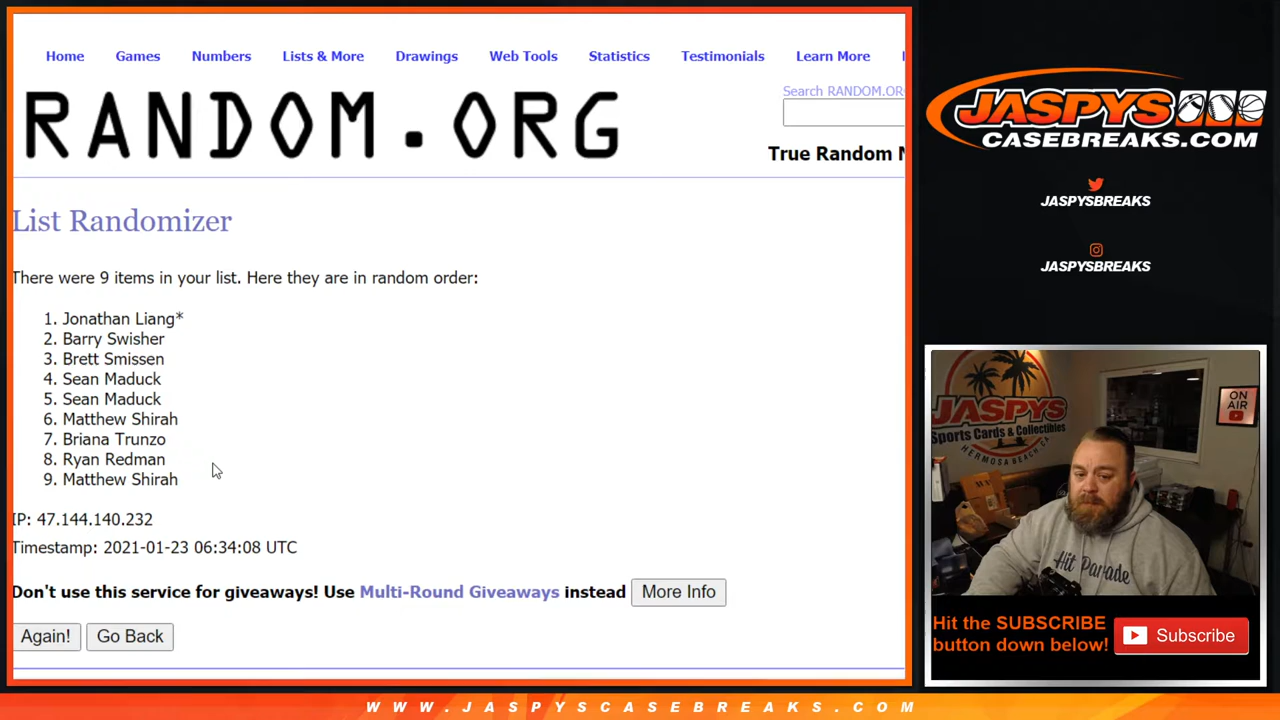 Home Games Numbers Lists & More Drawings Web Tools Statistics Testimonials Learn More
Search RANDOM.OR
RANDOM.ORG
True Random N
List Randomizer
There were 9 items in your list. Here they are in random order:
1. Jonathan Liang*
2. Barry Swisher
3. Brett Smissen
4. Sean Maduck
5. Sean Maduck
6. Matthew Shirah
7. Briana Trunzo
8. Ryan Redman
9. Matthew Shirah
IP: 47.144.140.232
Timestamp: 2021-01-23 06:34:08 UTC
Don't use this service for giveaways! Use Multi-Round Giveaways instead More Info
Again! Go Back
JASPYS
CASEBREAKS.COM
JASPYSBREAKS
JASPYSBREAKS
JASPYS
Sports Cards & Collectibles
HERMOSA BEACH CA
ON
AIR
Hit Parade
Hit the SUBSCRIBE
button down below!
Subscribe
WWW.JASPYSCASEBREAKS.COM